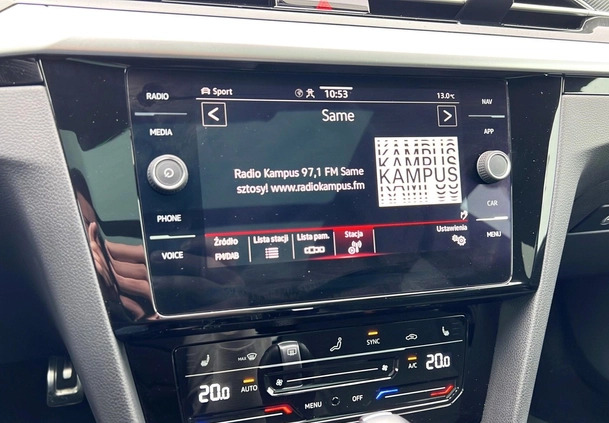 RADIO
MEDIA
PHONE
VOICE
Sport
10:53
13.0°C
Same
Radio Kampus 97,1 FM Same
sztosy! www.radiokampus.fm
KAMPUS
KAMPUS
Źródło
FM/DAB
Lista stacji
Lista pam.
Stacja
Ustawienia
NAV
APP
CAR
MENU
MAX
SYNC
20.0
AUTO
A/C
20.0
MENU
OFF